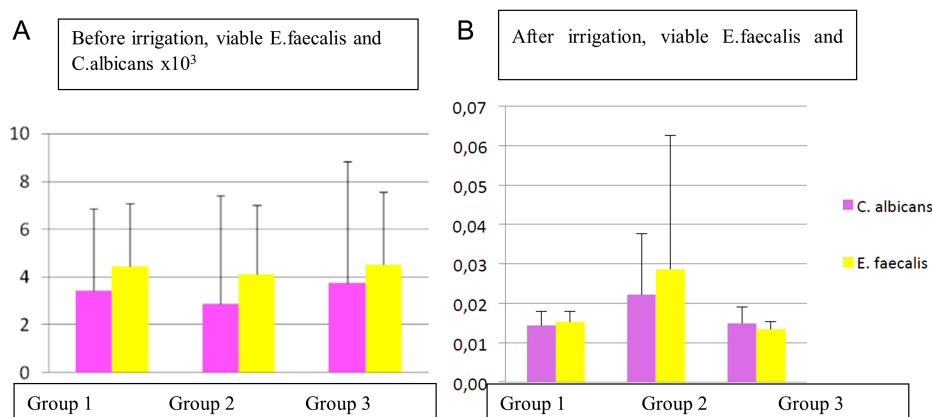 A
Before irrigation, viable E.faecalis and
C.albicans x10³
10
8
6
4
2
0
Group 1 Group 2 Group 3
B
After irrigation, viable E.faecalis and
0,07
0,06
0,05
0,04
0,03
0,02
0,01
0,00
C. albicans
E. faecalis
Group 1 Group 2 Group 3